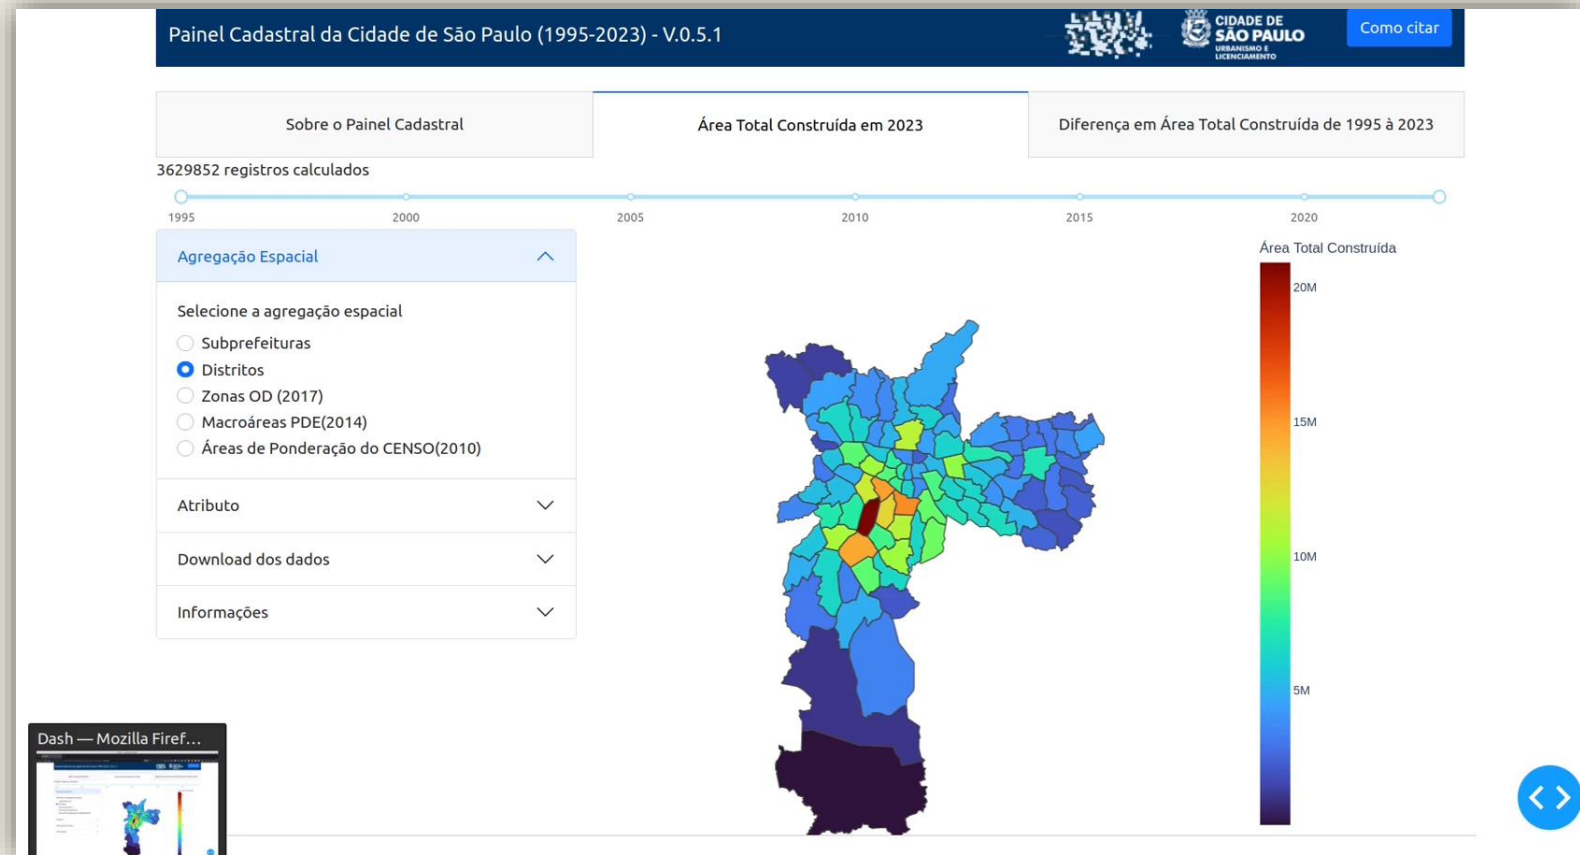 Painel Cadastral da Cidade de São Paulo (1995-2023) - V.0.5.1
CIDADE DE
SÃO PAULO
URBANISMO E
LICENCIAMENTO
Como citar
Sobre o Painel Cadastral
Área Total Construída em 2023
Diferença em Área Total Construída de 1995 à 2023
3629852 registros calculados
1995
2000
2005
2010
2015
2020
Agregação Espacial
Selecione a agregação espacial
Subprefeituras
Distritos
Zonas OD (2017)
Macroáreas PDE(2014)
Áreas de Ponderação do CENSO(2010)
Atributo
Download dos dados
Informações
Área Total Construída
20M
15M
10M
5M
Dash — Mozilla Firef...